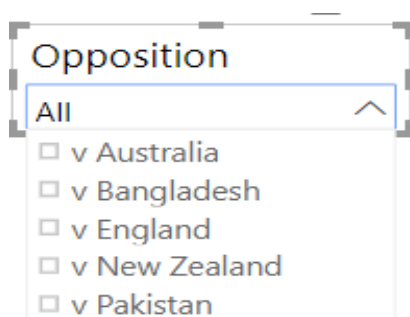 Opposition
All
v Australia
v Bangladesh
v England
v New Zealand
v Pakistan